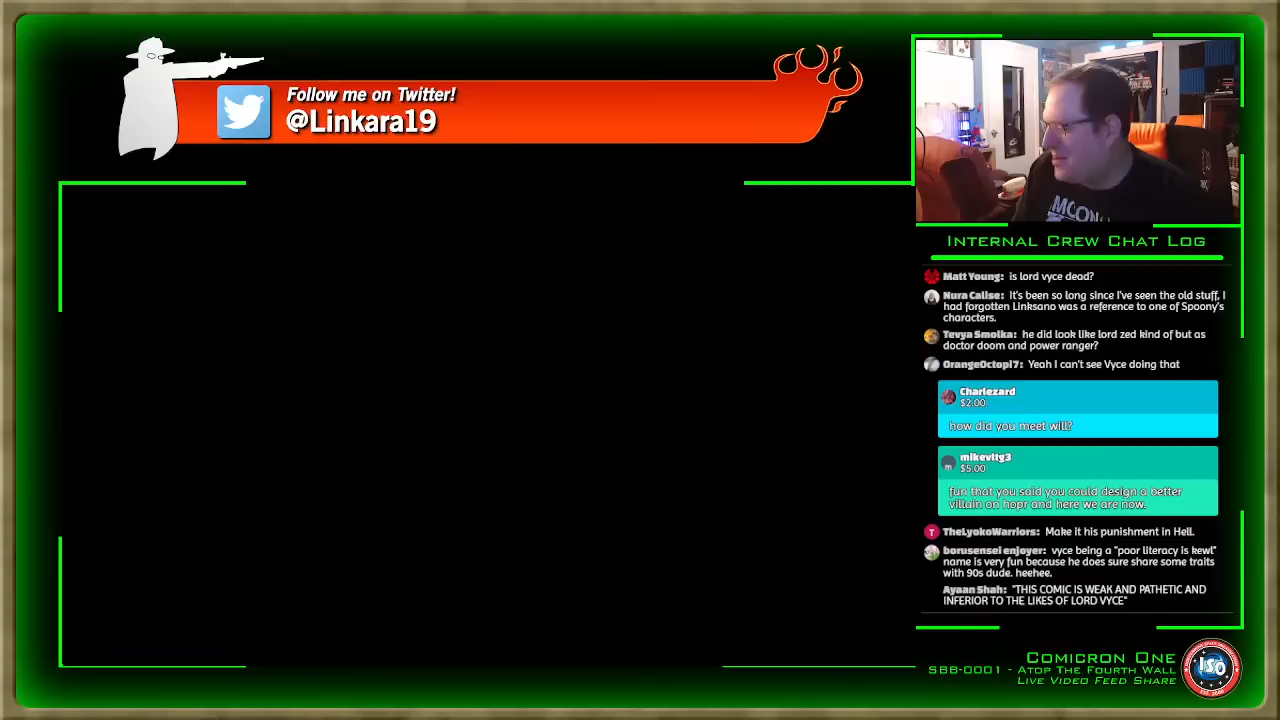 Follow me on Twitter!
@Linkara19
MOON
INTERNAL CREW CHAT LOG
Matt Young: is lord vyce dead?
Nura Calise: it's been so long since I've seen the old stuff, I
had forgotten Linksano was a reference to one of Spoony's
characters.
Tevya Smolka: he did look like lord zed kind of but as
doctor doom and power ranger?
OrangeOctopi7: Yeah I can't see Vyce doing that
Charlezard
$2.00
how did you meet will?
mikevltg3
$5.00
fun that you said you could design a better
villain on hopr and here we are now.
T TheLyokoWarriors: Make it his punishment in Hell.
borusensei enjoyer: vyce being a "poor literacy is kewl"
name is very fun because he does sure share some traits
with 90s dude. heehee.
Ayaan Shah: "THIS COMIC IS WEAK AND PATHETIC AND
INFERIOR TO THE LIKES OF LORD VYCE"
COMICRON ONE
SBB-0001 - ATOP THE FOURTH WALL
LIVE VIDEO FEED SHARE
ISO